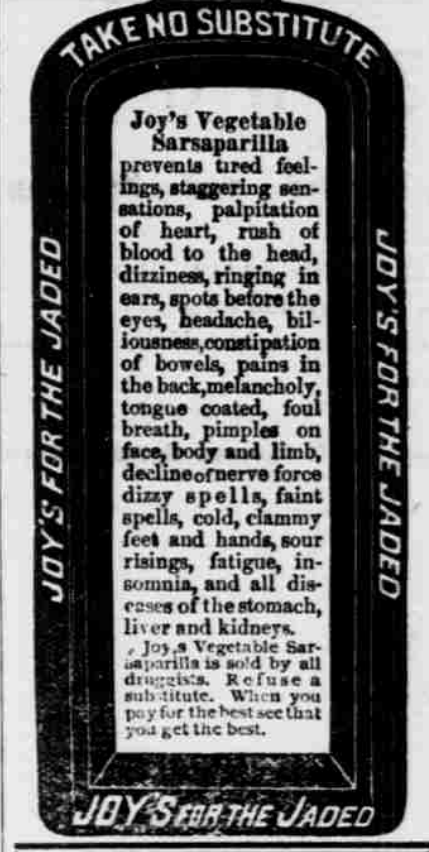 TAKE NO SUBSTITUTE
JOY'S FOR THE JADED
JOY'S FOR THE JADED
Joy's Vegetable
Sarsaparilla
prevents tired feel-
ings, staggering sen-
sations, palpitation
of heart, rush of
blood to the head,
dizziness, ringing in
ears, spots before the
eyes, headache, bil-
iousness,constipation
of bowels, pains in
the back,melancholy,
tongue coated, foul
breath, pimples on
face, body and limb,
decline of nerve force
dizzy spells, faint
spells, cold, clammy
feet and hands, sour
risings, fatigue, in-
somnia, and all dis-
eases of the stomach,
liver and kidneys.
Joy,s Vegetable Sar-
saparilla is sold by all
druggists. Refuse a
substitute. When you
pay for the best see that
you get the best.
JOY'S FOR THE JADED